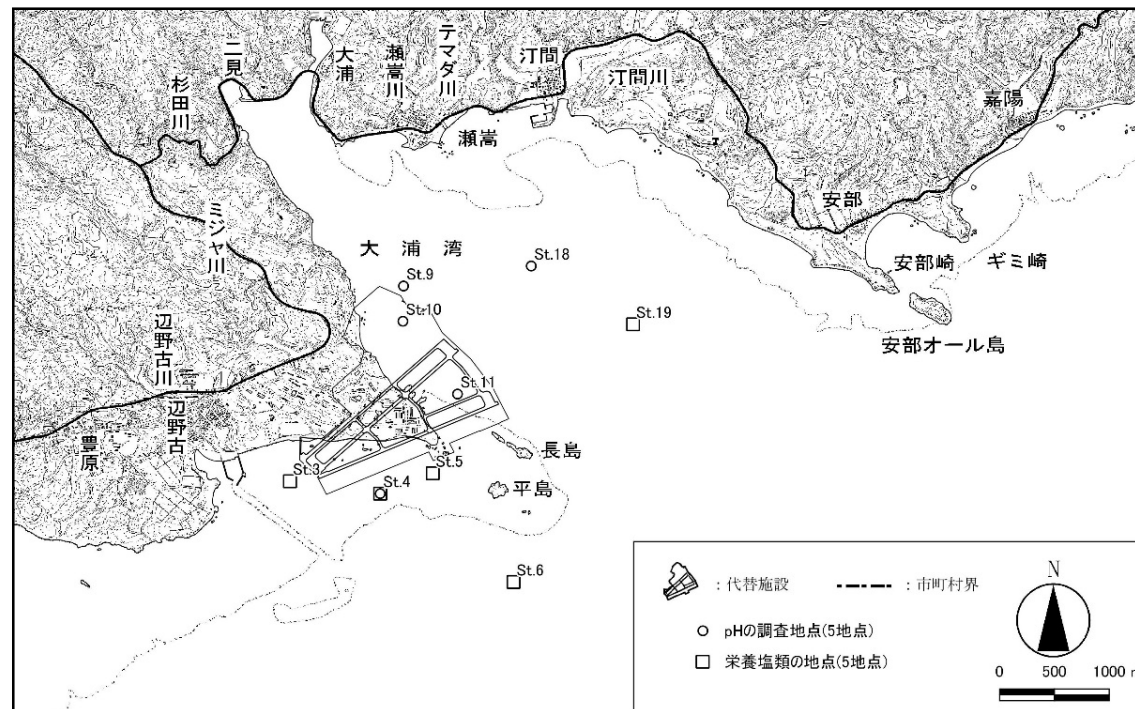 二見
大浦
瀬嵩川
テマダ川
汀間
汀間川
杉田川
瀬嵩
嘉陽
安部
ミジャ川
大浦湾
St.18
安部崎
ギミ崎
St.9
St.10
St.19
安部オール島
辺野古川
St.11
辺野古
豊原
長島
St.3
St.5
St.4
平島
St.6
:代替施設
:市町村界
pHの調査地点(5地点)
栄養塩類の地点(5地点)
N
0 500 1000 m